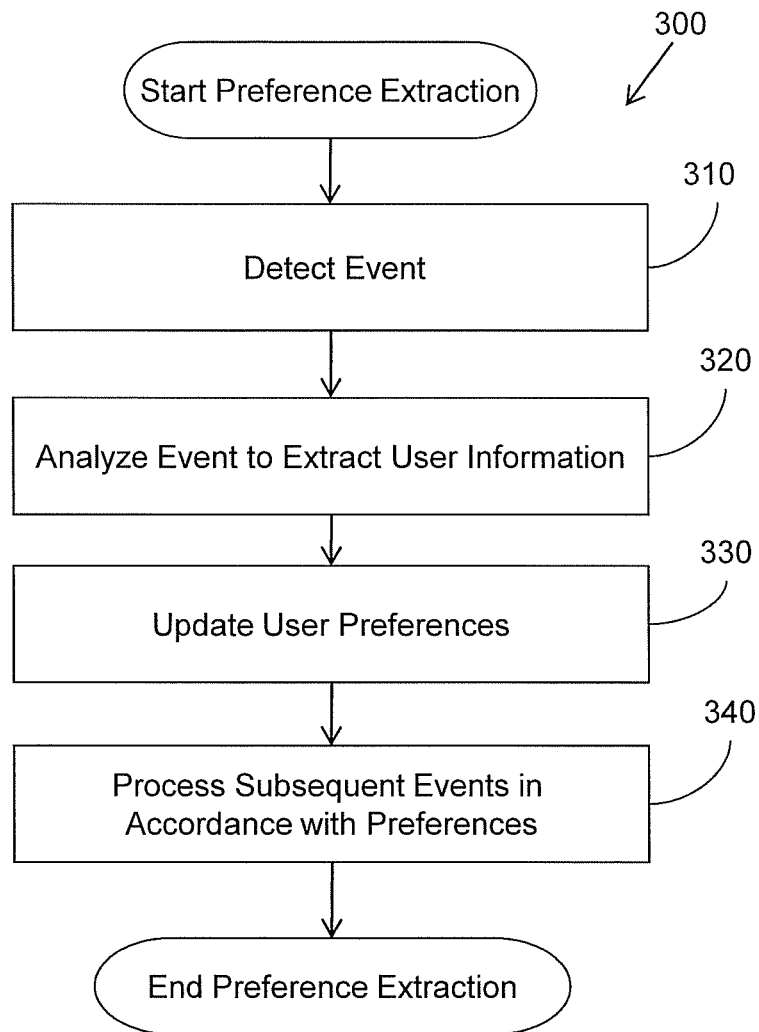 300
Start Preference Extraction
310
Detect Event
320
Analyze Event to Extract User Information
330
Update User Preferences
340
Process Subsequent Events in
Accordance with Preferences
End Preference Extraction